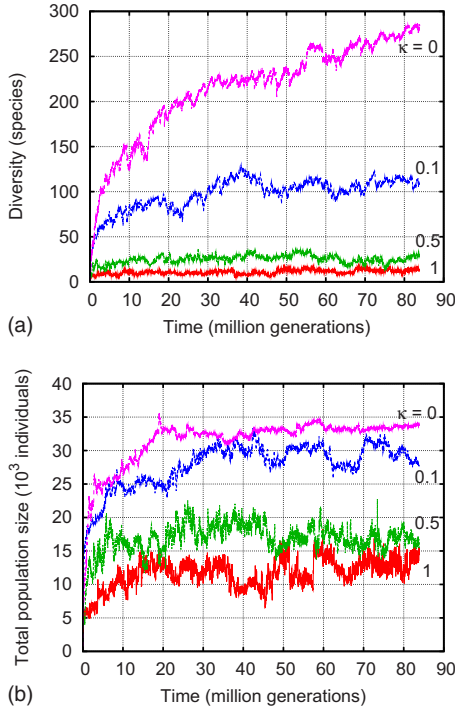 300
250
200
150
100
50
0
Diversity (species)
κ = 0
0.1
0.5
1
0 10 20 30 40 50 60 70 80 90
Time (million generations)
(a)
40
35
30
25
20
15
10
5
0
Total population size (10³ individuals)
κ = 0
0.1
0.5
1
0 10 20 30 40 50 60 70 80 90
Time (million generations)
(b)